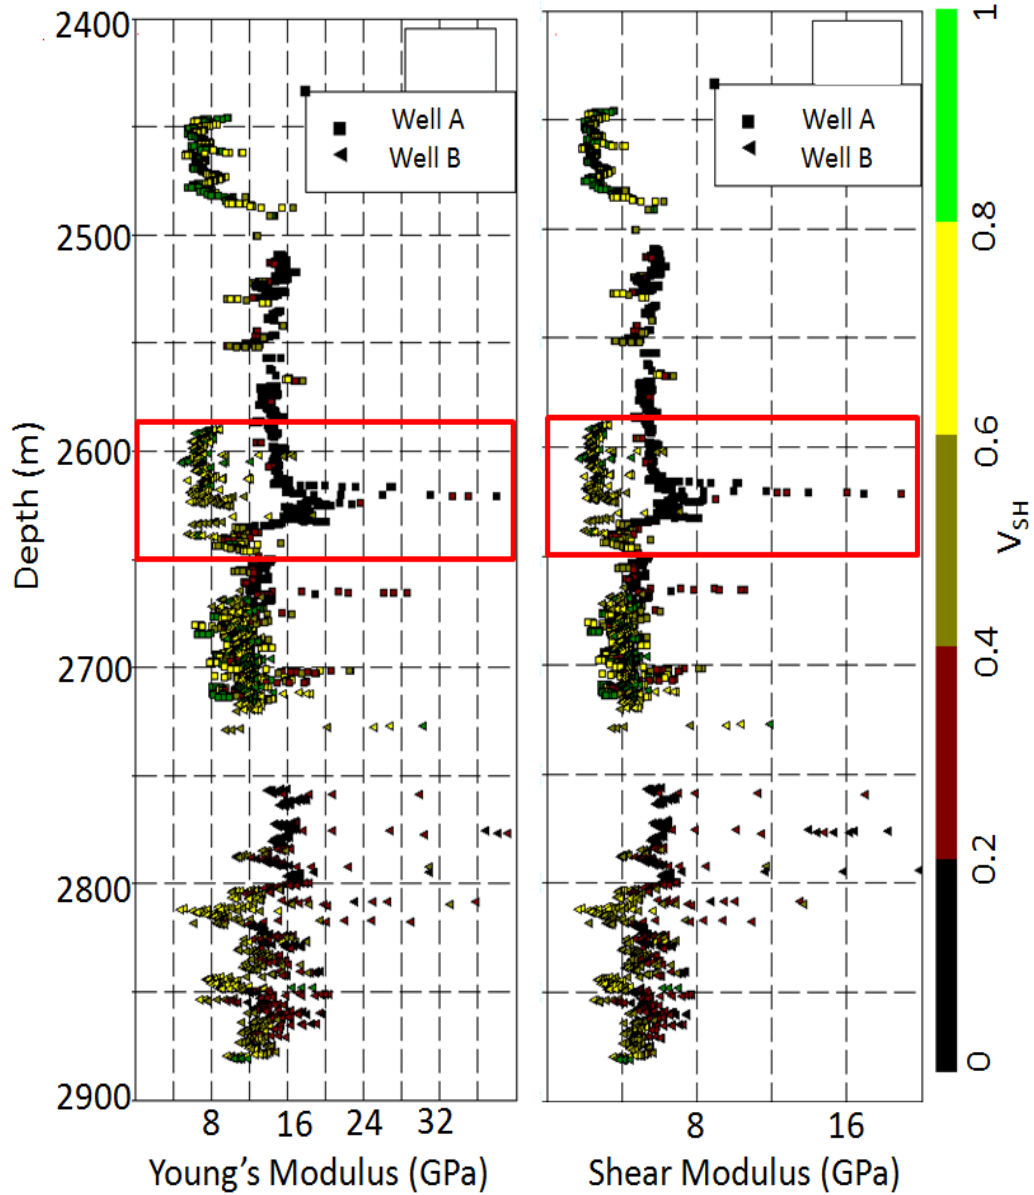 2400
2500
2600
2700
2800
2900
Depth (m)
Well A
Well B
8 16 24 32
Young's Modulus (GPa)
Well A
Well B
8 16
Shear Modulus (GPa)
1
0.8
0.6
0.4
0.2
0
VSH